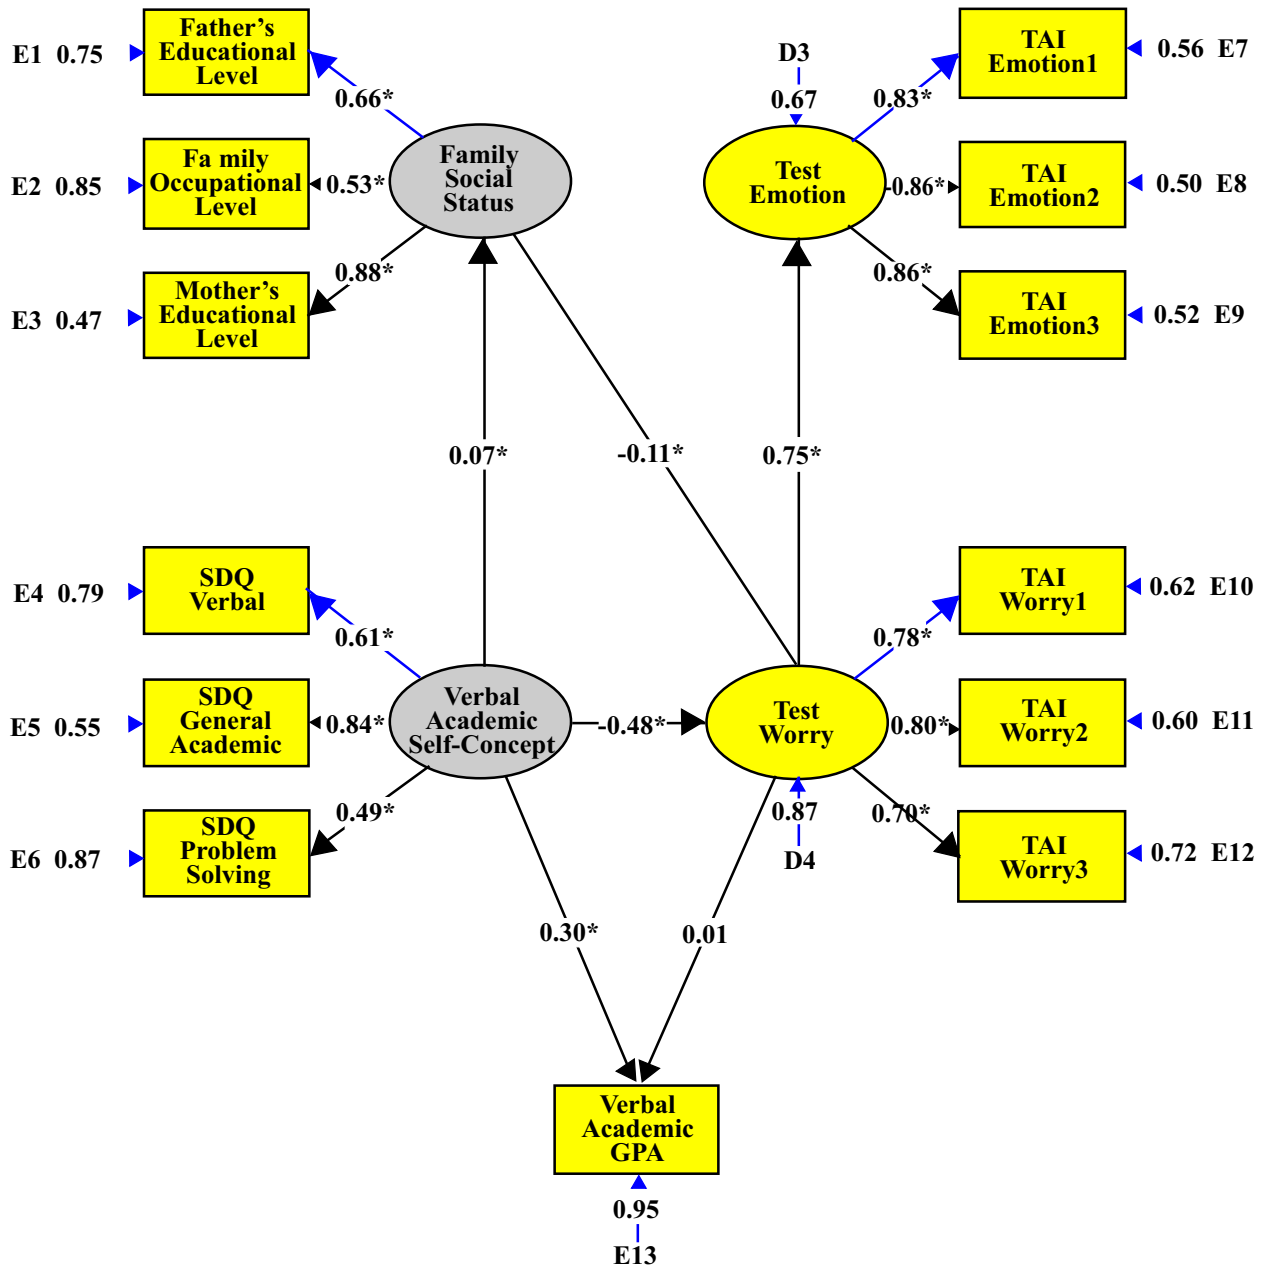 E1 0.75
Father's
Educational
Level
0.66*
E2 0.85
Fa mily
Occupational
Level
0.53*
Family
Social
Status
E3 0.47
Mother's
Educational
Level
0.88*
D3
0.67
Test
Emotion
0.83*
TAI
Emotion1
0.56 E7
-0.86*
TAI
Emotion2
0.50 E8
0.86*
TAI
Emotion3
0.52 E9
0.07*
-0.11*
0.75*
E4 0.79
SDQ
Verbal
0.61*
E5 0.55
SDQ
General
Academic
0.84*
Verbal
Academic
Self-Concept
E6 0.87
SDQ
Problem
Solving
0.49*
-0.48*
Test
Worry
0.87
D4
0.78*
TAI
Worry1
0.62 E10
0.80*
TAI
Worry2
0.60 E11
0.70*
TAI
Worry3
0.72 E12
0.30*
0.01
Verbal
Academic
GPA
0.95
E13